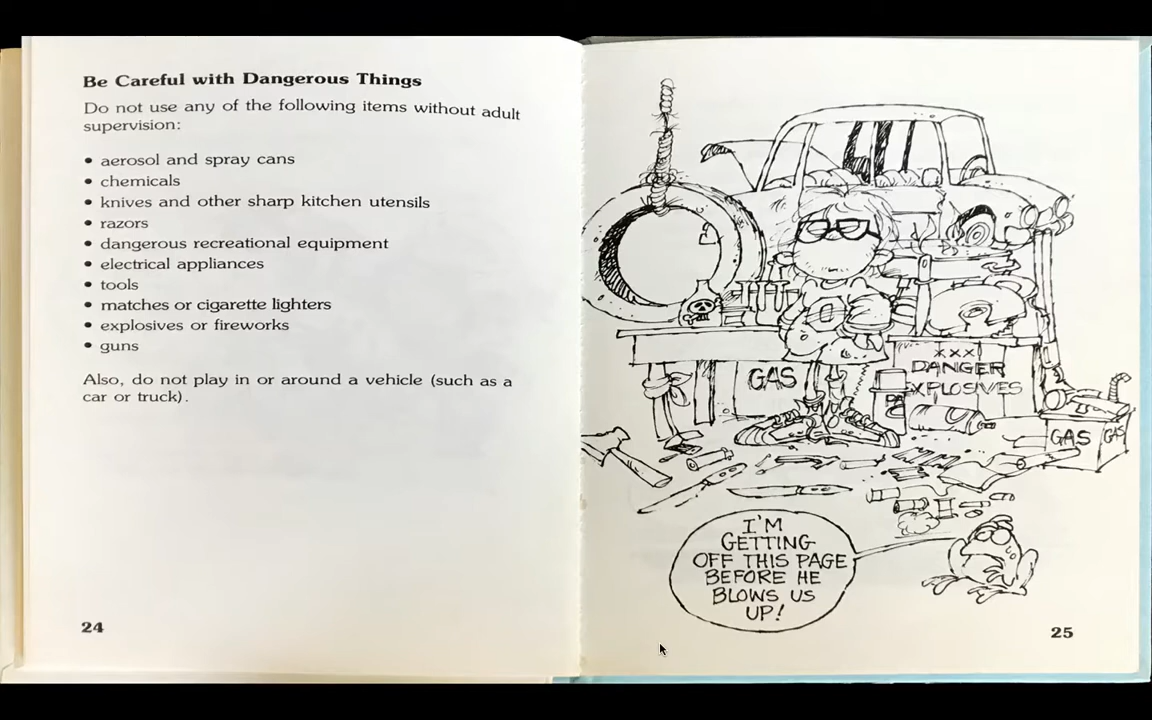 Be Careful with Dangerous Things
Do not use any of the following items without adult
supervision:
• aerosol and spray cans
• chemicals
• knives and other sharp kitchen utensils
• razors
• dangerous recreational equipment
• electrical appliances
• tools
• matches or cigarette lighters
• explosives or fireworks
• guns
Also, do not play in or around a vehicle (such as a
car or truck).
24
GAS
XXX
DANGER
EXPLOSIVES
GAS
GAS
I'M
GETTING
OFF THIS PAGE
BEFORE HE
BLOWS US
UP!
25